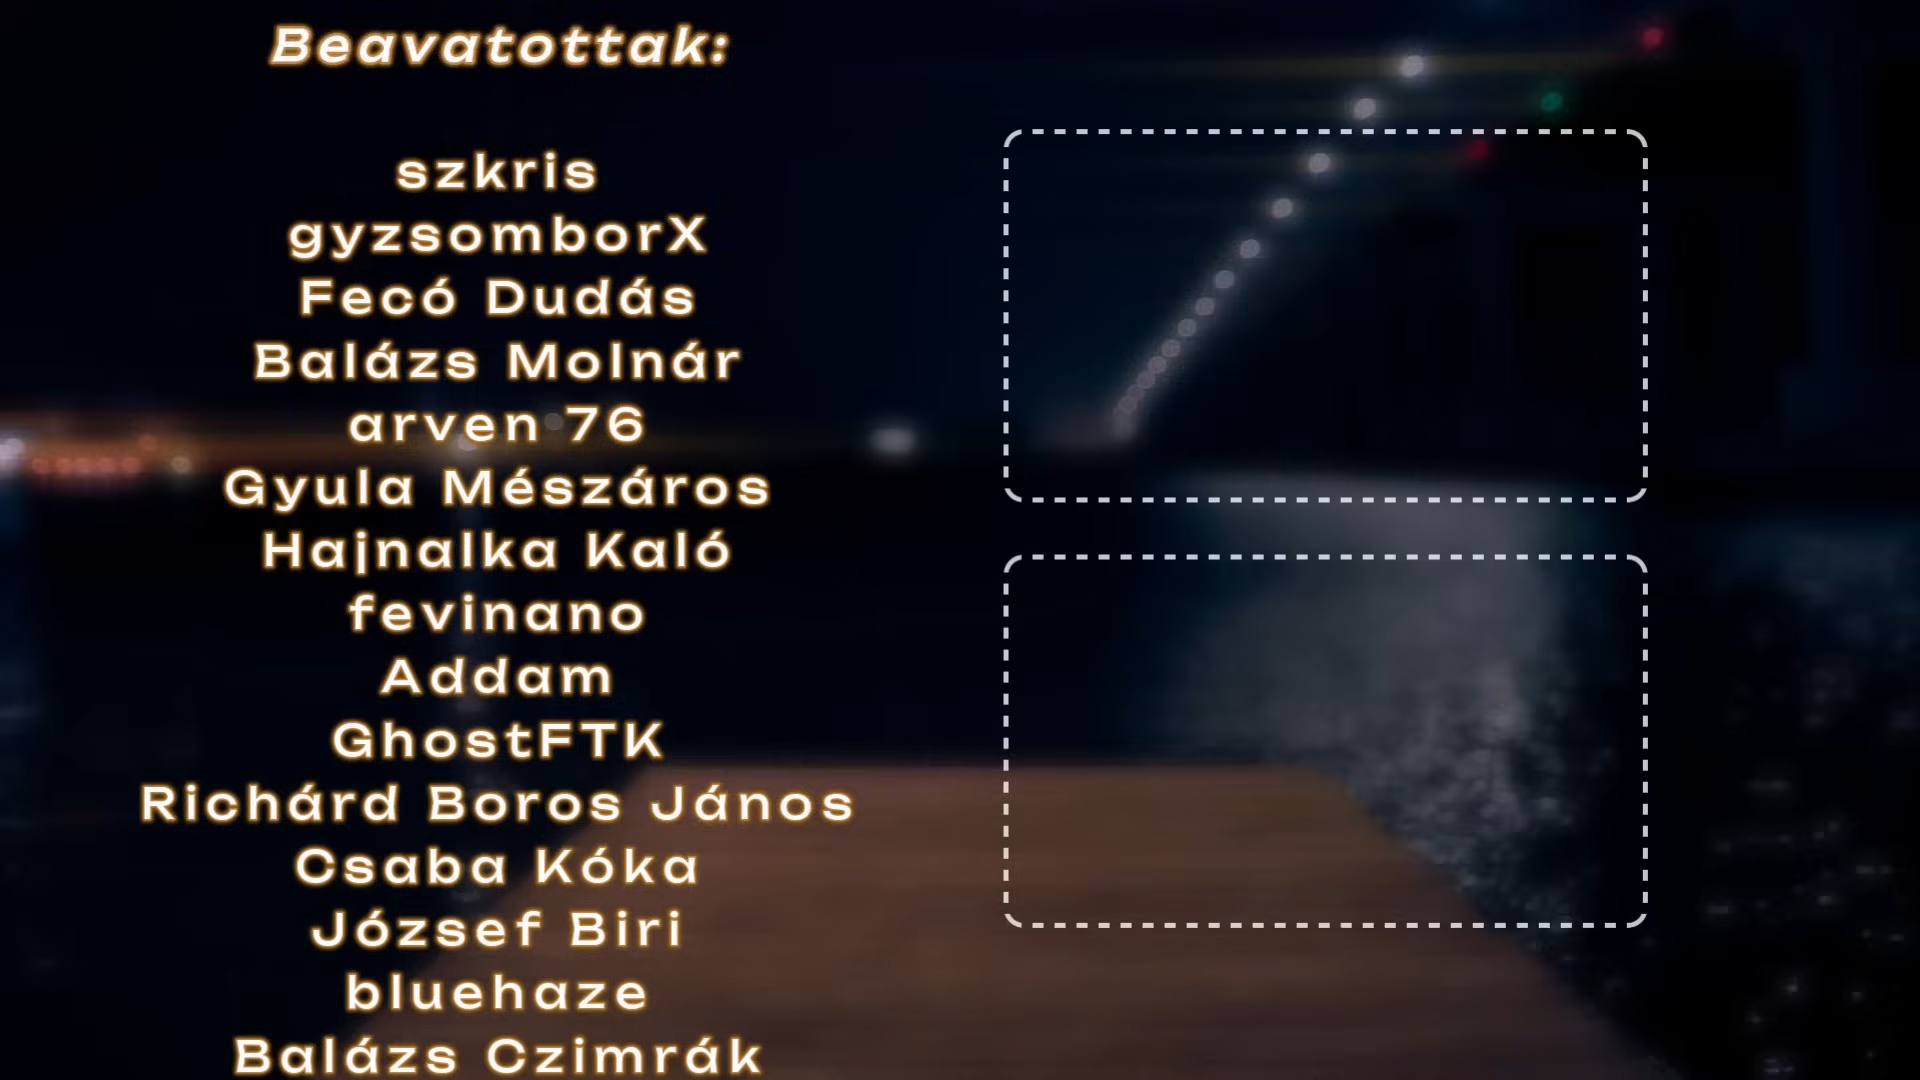 Beavatottak:
szkris
gyzsomborX
Fecó Dudás
Balázs Molnár
arven 76
Gyula Mészáros
Hajnalka Kaló
fevinano
Addam
GhostFTK
Richárd Boros János
Csaba Kóka
József Biri
bluehaze
Balázs Czimrák